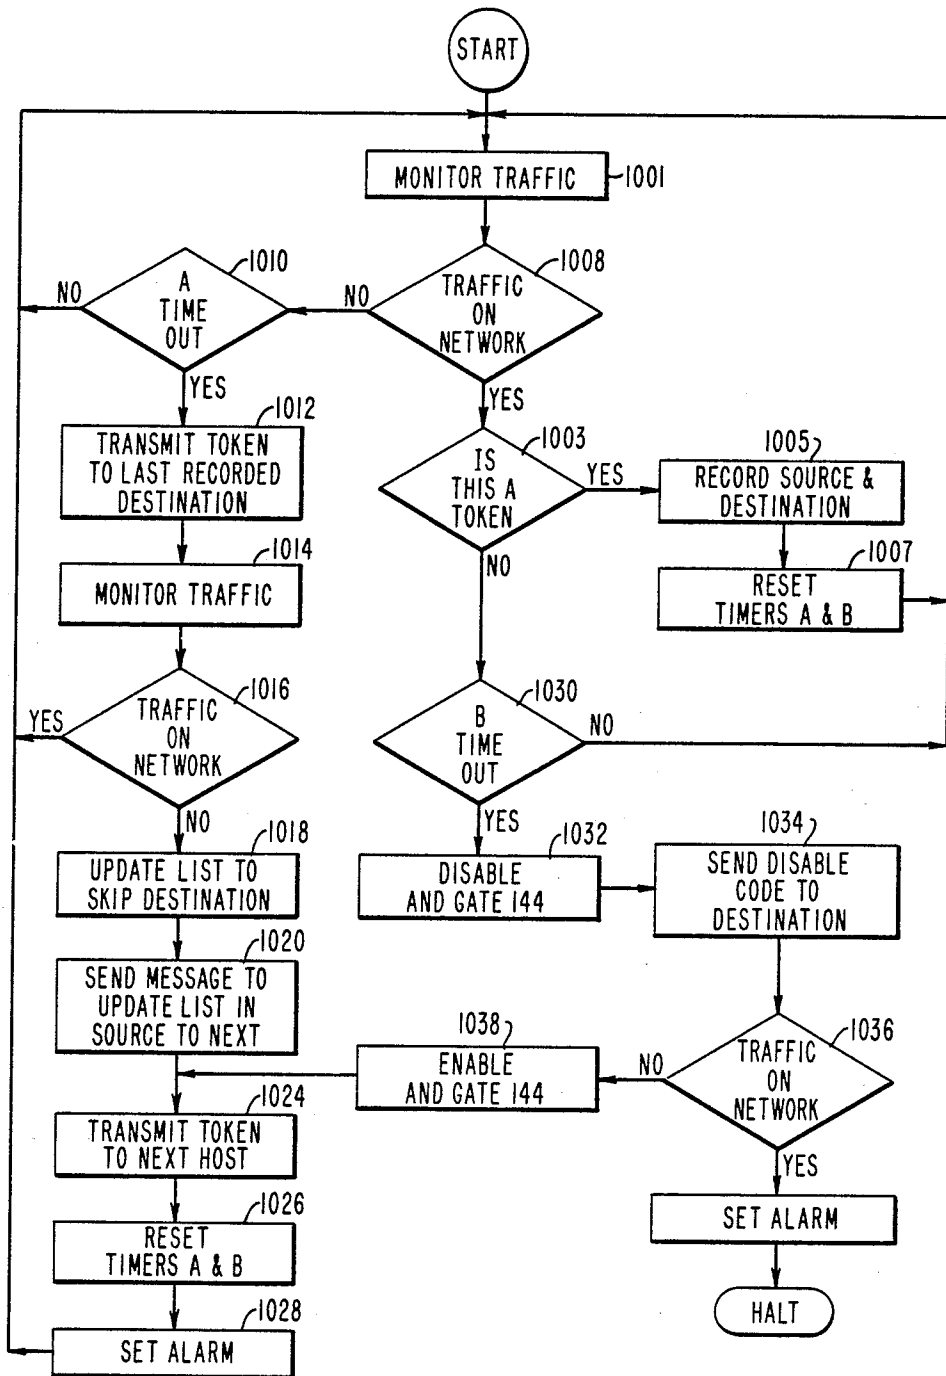 START
MONITOR TRAFFIC
1001
A
TIME
OUT
1010
NO
YES
TRAFFIC
ON
NETWORK
1008
NO
YES
TRANSMIT TOKEN
TO LAST RECORDED
DESTINATION
1012
IS
THIS A
TOKEN
1003
YES
NO
1005
RECORD SOURCE &
DESTINATION
1007
RESET
TIMERS A & B
1014
MONITOR TRAFFIC
TRAFFIC
ON
NETWORK
1016
YES
NO
B
TIME
OUT
1030
NO
YES
1018
UPDATE LIST TO
SKIP DESTINATION
1032
DISABLE
AND GATE 144
1034
SEND DISABLE
CODE TO
DESTINATION
1020
SEND MESSAGE TO
UPDATE LIST IN
SOURCE TO NEXT
1038
ENABLE
AND GATE 144
TRAFFIC
ON
NETWORK
1036
NO
YES
1024
TRANSMIT TOKEN
TO NEXT HOST
1026
RESET
TIMERS A & B
SET ALARM
HALT
1028
SET ALARM